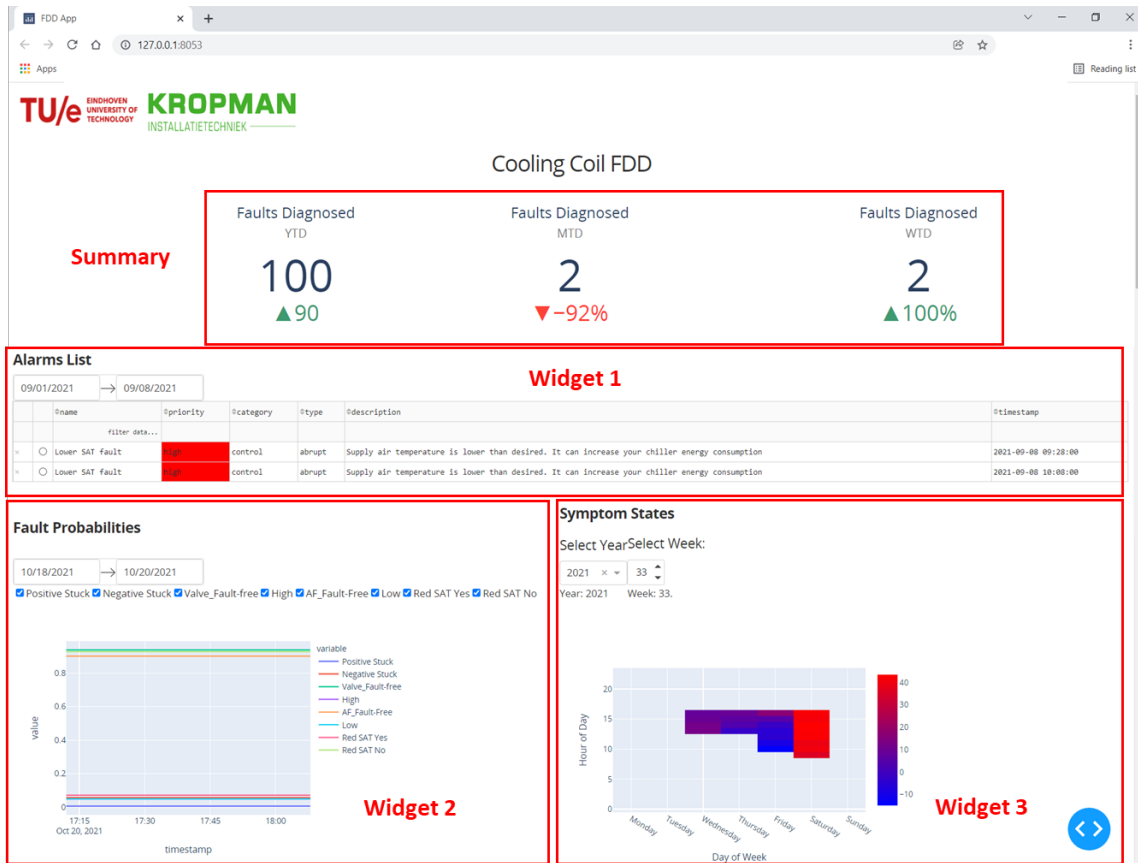 FDD App
127.0.0.1:8053
Apps
Reading list
TU/e EINDHOVEN UNIVERSITY OF TECHNOLOGY
KROPMAN
INSTALLATIETECHNIEK
Cooling Coil FDD
Summary
Faults Diagnosed Faults Diagnosed Faults Diagnosed
YTD MTD WTD
100 2 2
▲90 ▼−92% ▲100%
Alarms List
Widget 1
09/01/2021 → 09/08/2021
name priority category type description timestamp
filter data...
Lower SAT fault high control abrupt Supply air temperature is lower than desired. It can increase your chiller energy consumption 2021-09-08 09:28:00
Lower SAT fault high control abrupt Supply air temperature is lower than desired. It can increase your chiller energy consumption 2021-09-08 10:08:00
Fault Probabilities
10/18/2021 → 10/20/2021
Positive Stuck Negative Stuck Valve_Fault-free High AF_Fault-Free Low Red SAT Yes Red SAT No
variable
Positive Stuck
Negative Stuck
Valve_Fault-free
High
AF_Fault-Free
Low
Red SAT Yes
Red SAT No
value
0.8
0.6
0.4
0.2
0
17:15 17:30 17:45 18:00
Oct 20, 2021
timestamp
Widget 2
Symptom States
Select Year Select Week:
2021 × 33
Year: 2021 Week: 33.
Hour of Day
20
15
10
5
0
Monday Tuesday Wednesday Thursday Friday Saturday Sunday
Day of Week
40
30
20
10
0
−10
Widget 3